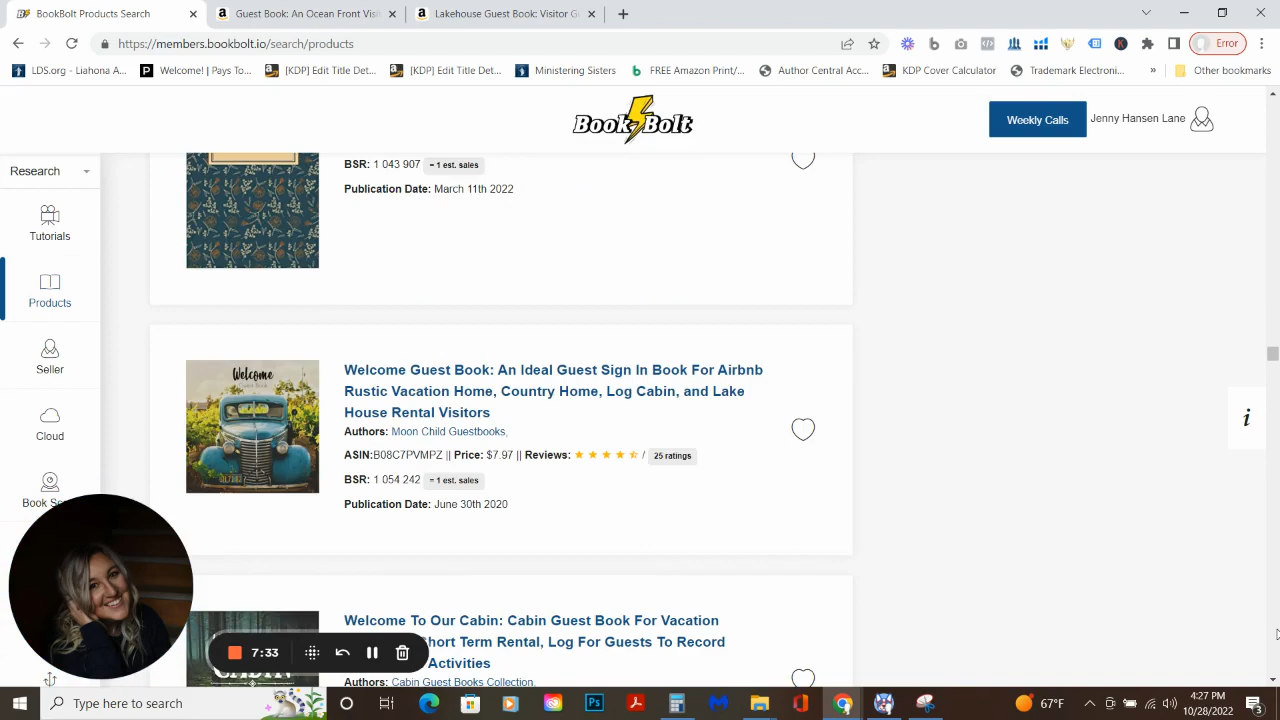 BookBolt Products Search
Guest Book: An Ocean Front Visit
Lakehouse Book: Visitor G
https://members.bookbolt.io/search/products
Error
LDS.org - Liahona A...
Welcome! | Pays To...
[KDP] Edit Title Det...
[KDP] Edit Title Det...
Ministering Sisters
FREE Amazon Print/...
Author Central Acc...
KDP Cover Calculator
Trademark Electroni...
»
Other bookmarks
Book Bolt
Weekly Calls
Jenny Hansen Lane
Research
Tutorials
Products
Seller
Cloud
BSR: 1 043 907 ~ 1 est. sales
Publication Date: March 11th 2022
Welcome
Guest Book
Welcome Guest Book: An Ideal Guest Sign In Book For Airbnb
Rustic Vacation Home, Country Home, Log Cabin, and Lake
House Rental Visitors
Authors: Moon Child Guestbooks,
ASIN:B08C7PVMPZ || Price: $7.97 || Reviews: / 25 ratings
BSR: 1 054 242 ~ 1 est. sales
Publication Date: June 30th 2020
i
Welcome To Our Cabin: Cabin Guest Book For Vacation
hort Term Rental, Log For Guests To Record
Activities
Authors: Cabin Guest Books Collection,
7:33
Type here to search
67°F
4:27 PM
10/28/2022
3